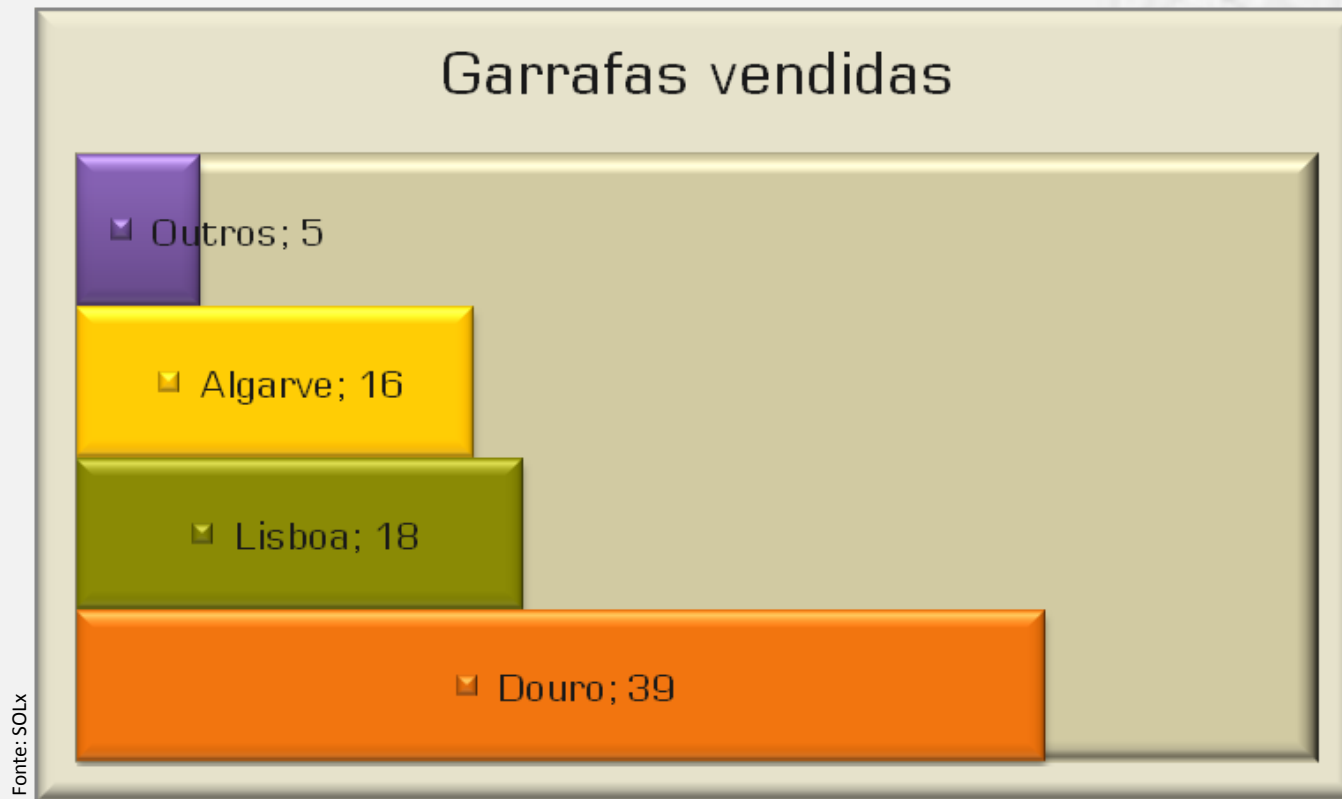 Garrafas vendidas
Outros; 5
Algarve; 16
Lisboa; 18
Douro; 39
Fonte: SOLx